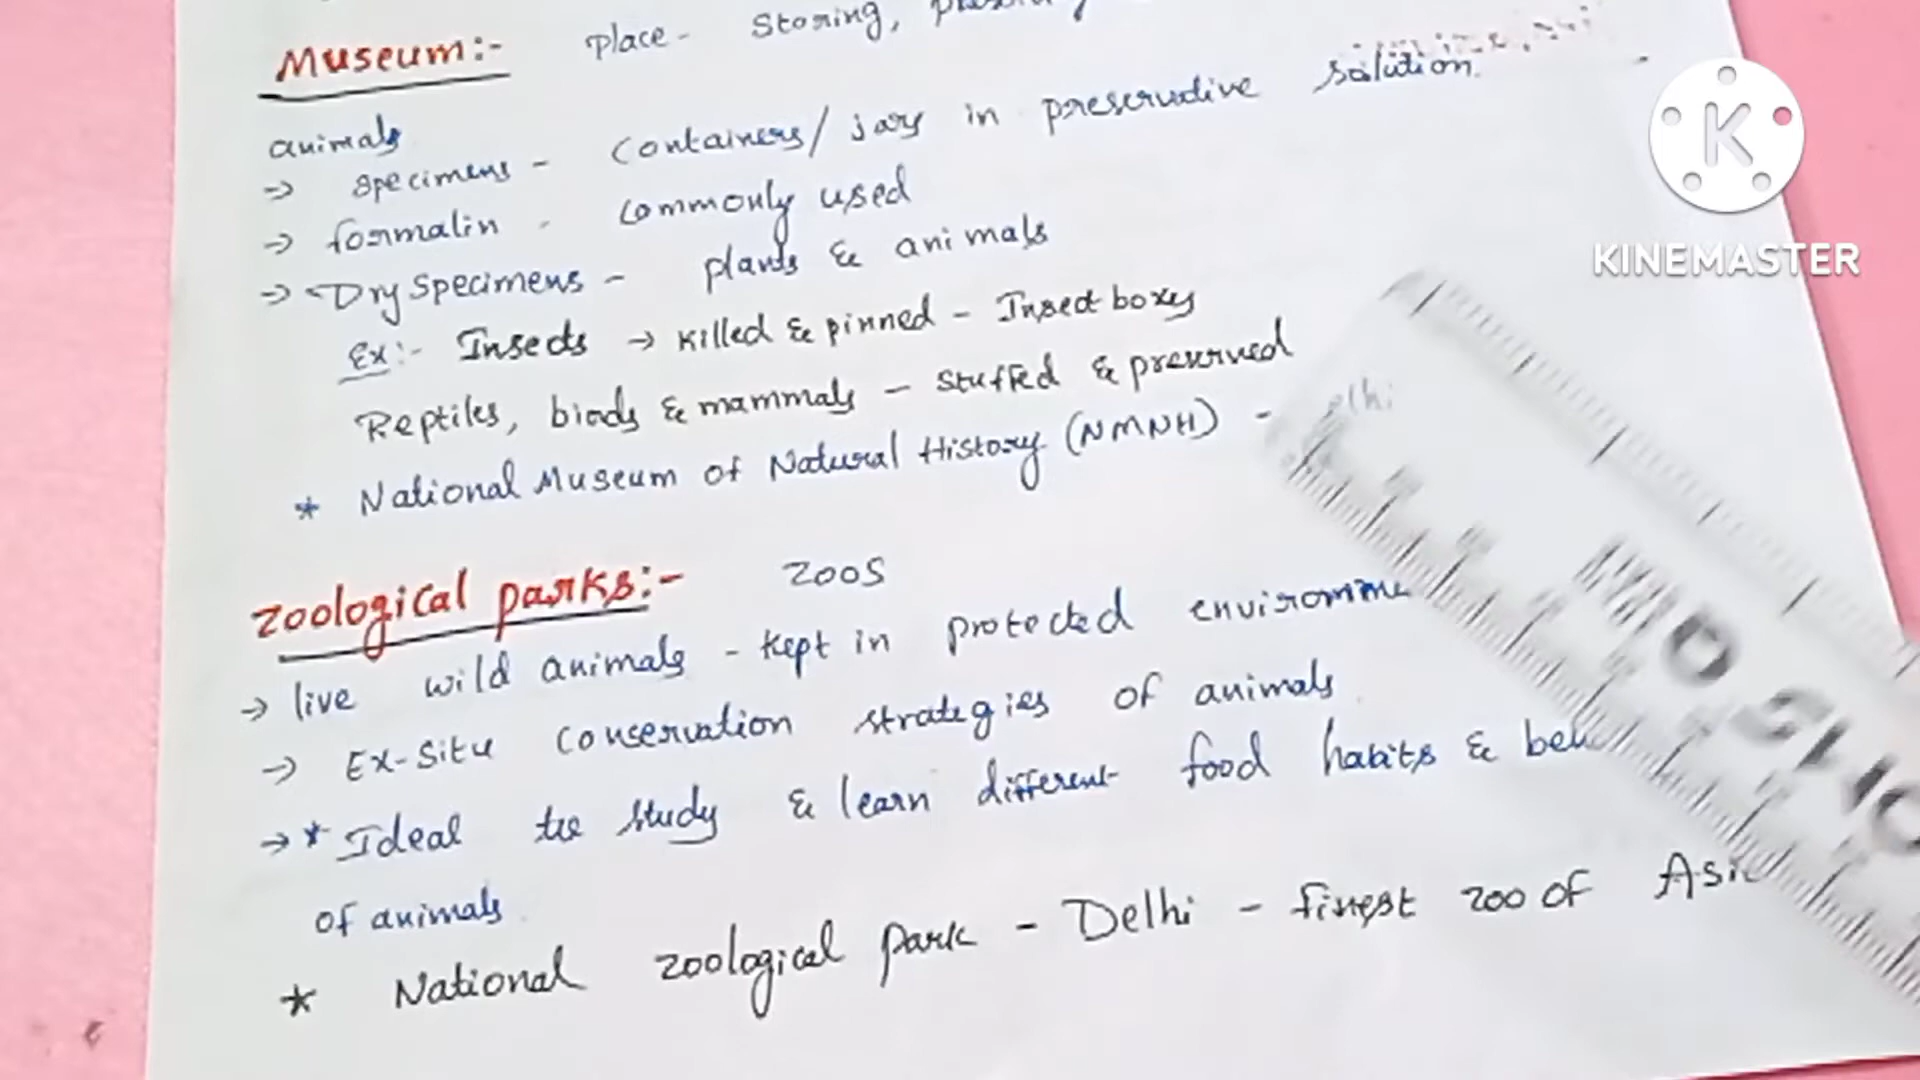 Museum:- place - Storing,
animals
→ specimens - containers/ jars in preservative solution.
→ formalin - commonly used
→ Dry specimens - plants & animals
Ex:- Insects → killed & pinned - Insect boxes
Reptiles, birds & mammals - stuffed & preserved
* National Museum of Natural History (NMNH) - elhi
Zoological parks:- zoos
→ live wild animals - kept in protected environme
→ Ex-situ conservation strategies of animals
→ * Ideal to study & learn different food habits & beh
of animals
* National zoological park - Delhi - finest zoo of Asi
K
KINEMASTER